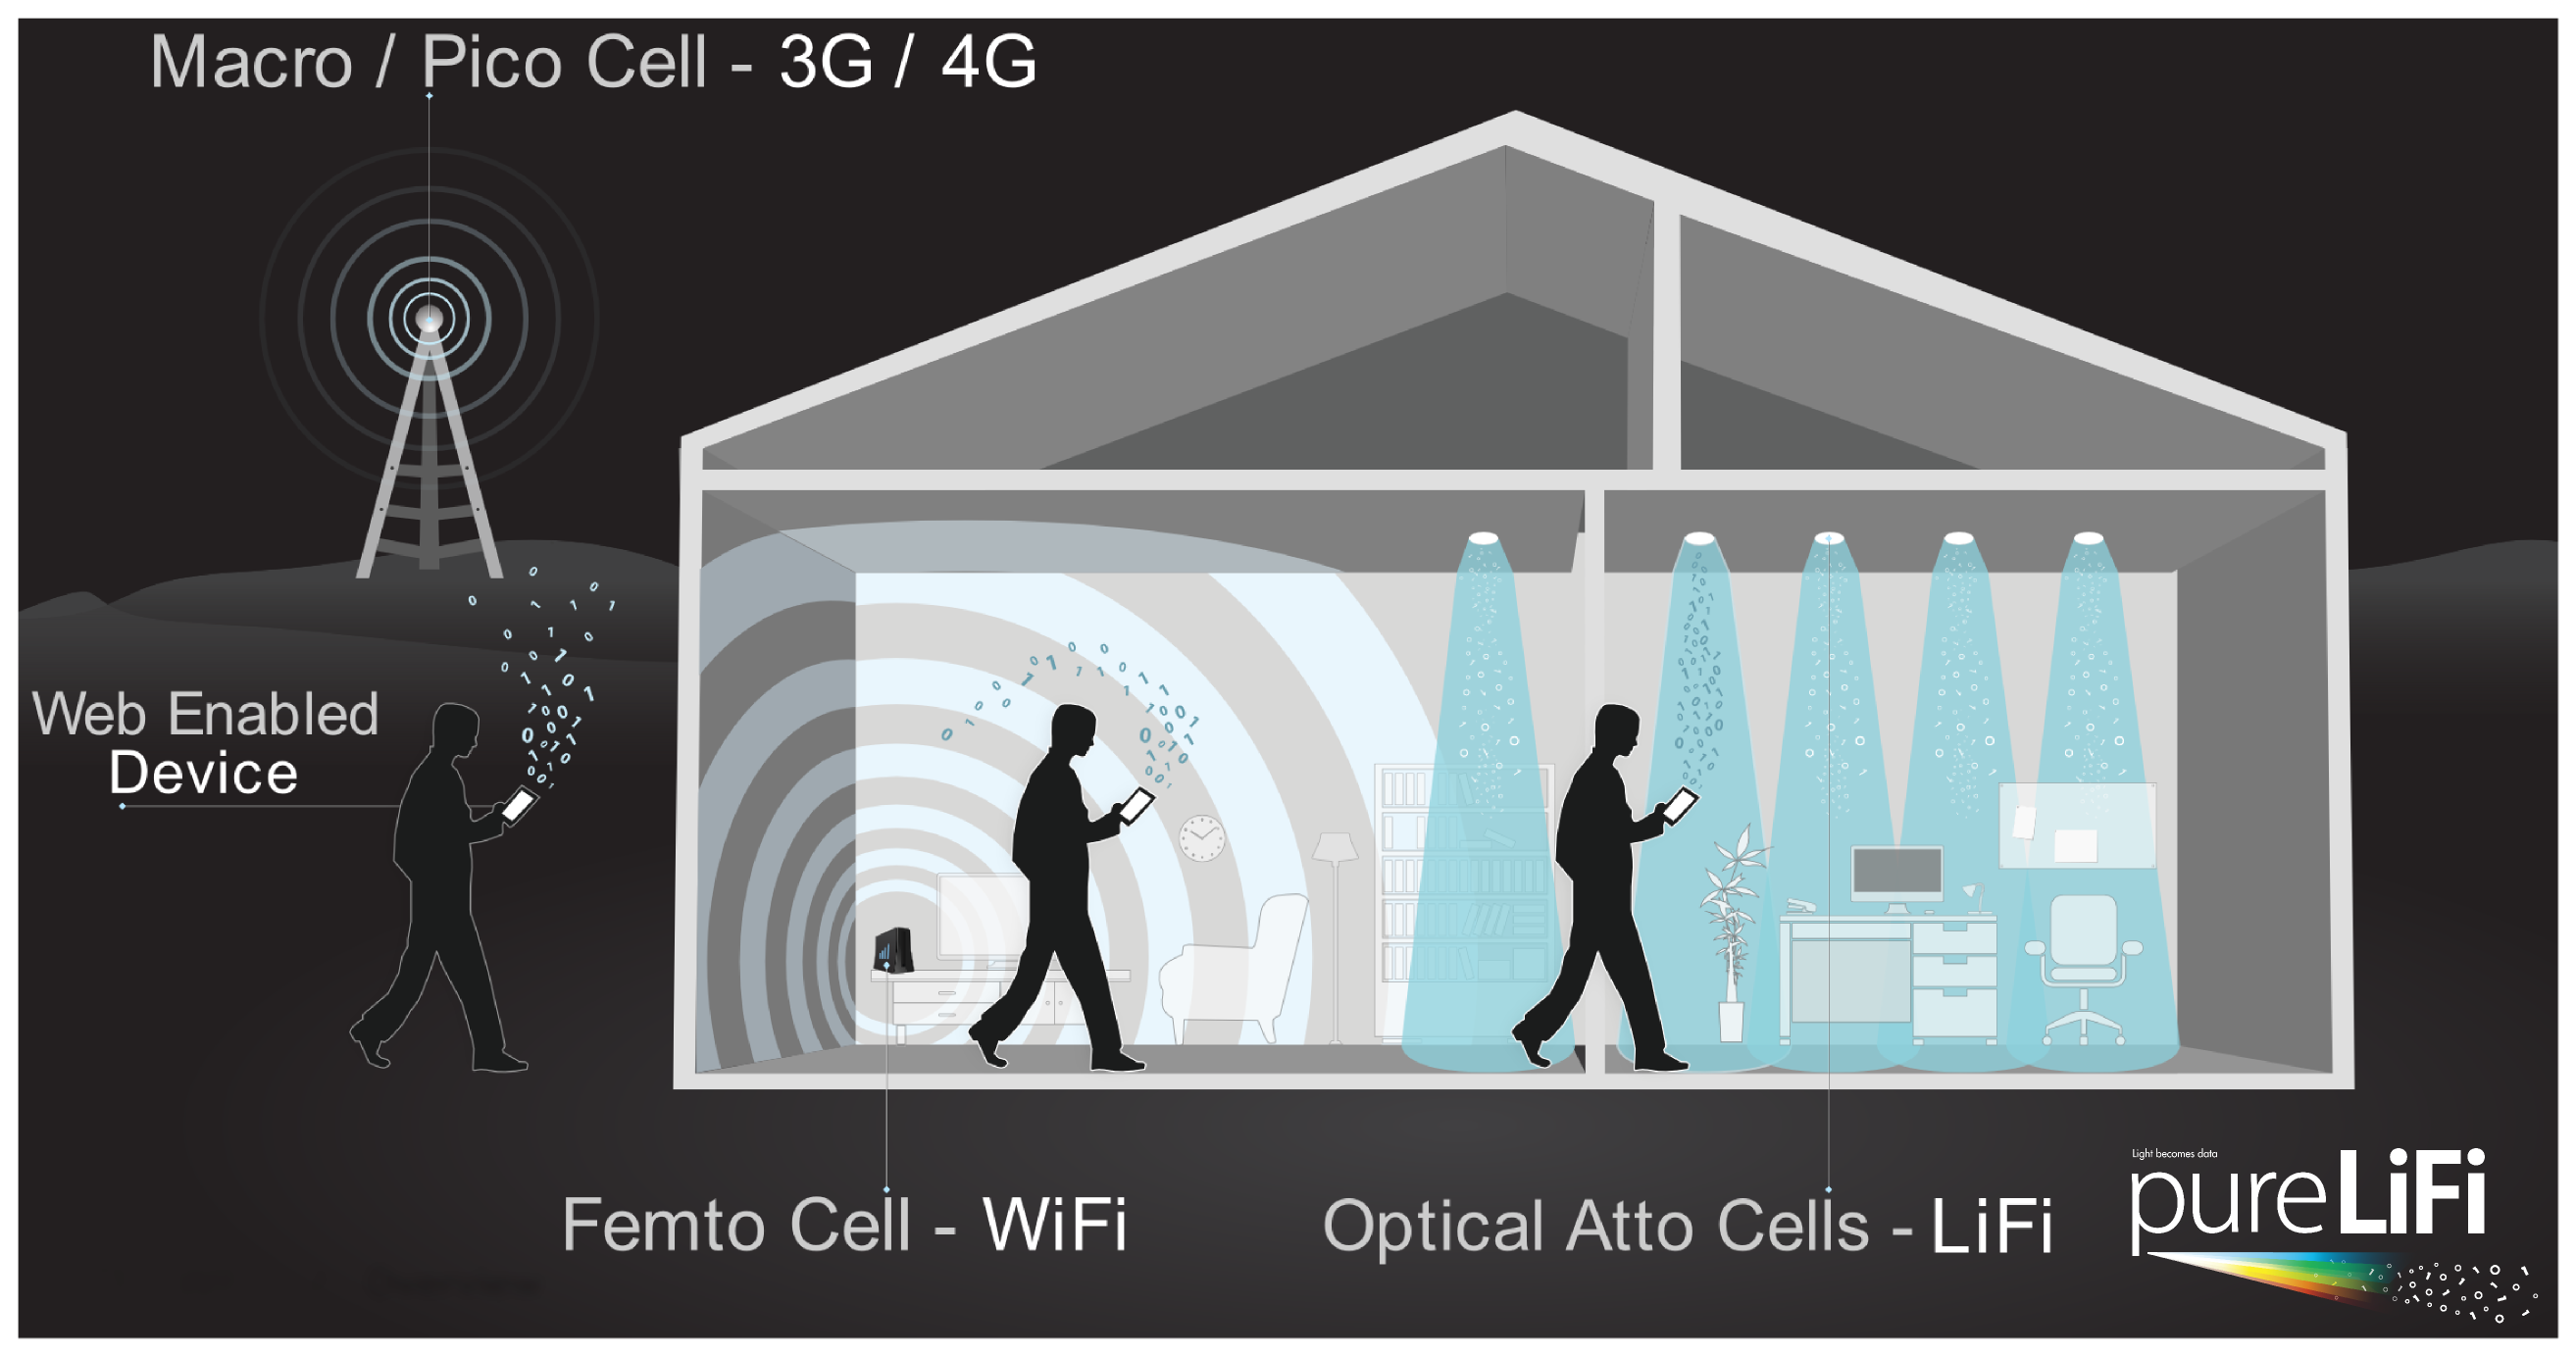 Macro / Pico Cell - 3G / 4G
Web Enabled
Device
Femto Cell - WiFi
Optical Atto Cells - LiFi
Light becomes data
pureLiFi